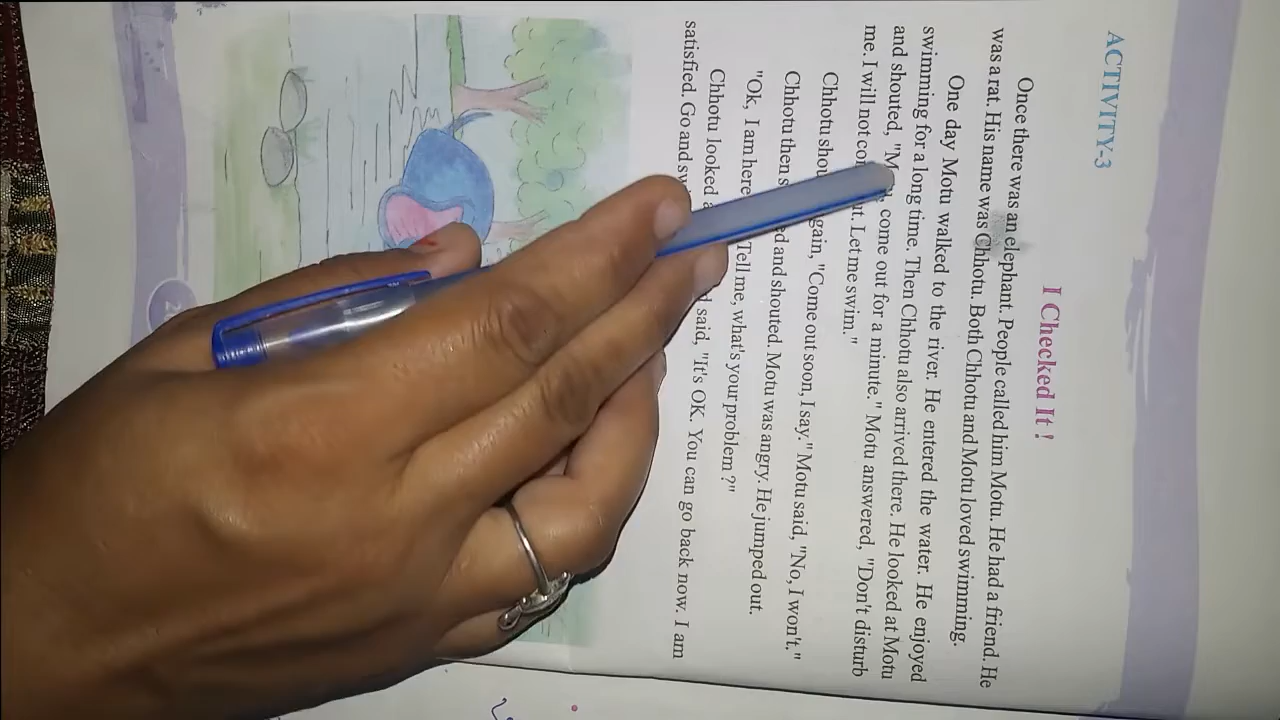 ACTIVITY-3
I Checked It !
Once there was an elephant. People called him Motu. He had a friend. He
was a rat. His name was Chhotu. Both Chhotu and Motu loved swimming.
One day Motu walked to the river. He entered the water. He enjoyed
swimming for a long time. Then Chhotu also arrived there. He looked at Motu
and shouted, "M come out for a minute." Motu answered, "Don't disturb
me. I will not out. Let me swim."
Chhotu again, "Come out soon, I say." Motu said, "No, I won't."
Chhotu then and shouted. Motu was angry. He jumped out.
"Ok, I am here Tell me, what's your problem?"
Chhotu looked said, "It's OK. You can go back now. I am
satisfied. Go and